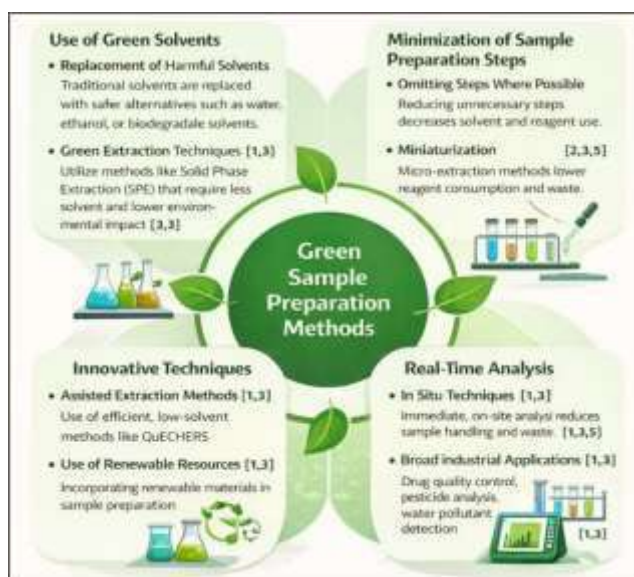 Use of Green Solvents
• Replacement of Harmful Solvents
Traditional solvents are replaced
with safer alternatives such as water,
ethanol, or biodegradale solvents.
• Green Extraction Techniques [1,3]
Utilize methods like Solid Phase
Extraction (SPE) that require less
solvent and lower environ-
mental impact [3,3]
Minimization of Sample
Preparation Steps
• Omitting Steps Where Possible
Reducing unnecessary steps
decreases solvent and reagent use.
• Miniaturization [2,3,5]
Micro-extraction methods lower
reagent consumption and waste.
Green
Sample
Preparation
Methods
Innovative Techniques
• Assisted Extraction Methods [1,3]
Use of efficient, low-solvent
methods like QuECHERS
• Use of Renewable Resources [1,3]
Incorporating renewable materials in
sample preparation
Real-Time Analysis
• In Situ Techniques [1,3]
Immediate, on-site analysi reduces
sample handling and waste. [1,3,5]
• Broad industrial Applications [1,3]
Drug quality control,
pesticide analysis,
water pollutant
detection
[1,3]